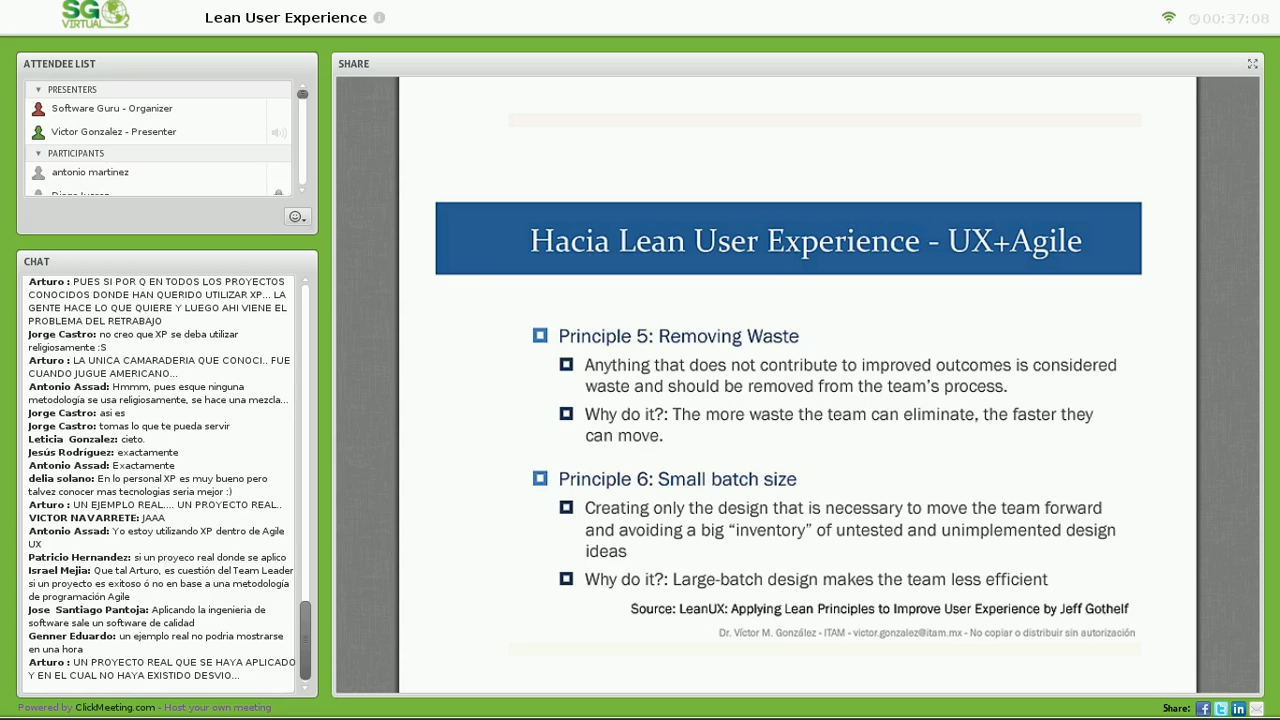 SG
VIRTUAL
Lean User Experience
00:37:08
ATTENDEE LIST
PRESENTERS
Software Guru - Organizer
Victor Gonzalez - Presenter
PARTICIPANTS
antonio martinez
CHAT
Arturo : PUES SI POR Q EN TODOS LOS PROYECTOS
CONOCIDOS DONDE HAN QUERIDO UTILIZAR XP... LA
GENTE HACE LO QUE QUIERE Y LUEGO AHI VIENE EL
PROBLEMA DEL RETRABAJO
Jorge Castro: no creo que XP se deba utilizar
religiosamente :S
Arturo : LA UNICA CAMARADERIA QUE CONOCI.. FUE
CUANDO JUGUE AMERICANO...
Antonio Assad: Hmmm, pues esque ninguna
metodología se usa religiosamente, se hace una mezcla...
Jorge Castro: asi es
Jorge Castro: tomas lo que te pueda servir
Leticia Gonzalez: cieto.
Jesús Rodríguez: exactamente
Antonio Assad: Exactamente
delia solano: En lo personal XP es muy bueno pero
talvez conocer mas tecnologias seria mejor :)
Arturo : UN EJEMPLO REAL.... UN PROYECTO REAL..
VICTOR NAVARRETE: JAAA
Antonio Assad: Yo estoy utilizando XP dentro de Agile
UX
Patricio Hernandez: si un proyeco real donde se aplico
Israel Mejia: Que tal Arturo, es cuestión del Team Leader
si un proyecto es exitoso ó no en base a una metodología
de programación Agile
Jose Santiago Pantoja: Aplicando la ingenieria de
software sale un software de calidad
Genner Eduardo: un ejemplo real no podria mostrarse
en una hora
Arturo : UN PROYECTO REAL QUE SE HAYA APLICADO
Y EN EL CUAL NO HAYA EXISTIDO DESVIO...
SHARE
Hacia Lean User Experience - UX+Agile
Principle 5: Removing Waste
Anything that does not contribute to improved outcomes is considered
waste and should be removed from the team's process.
Why do it?: The more waste the team can eliminate, the faster they
can move.
Principle 6: Small batch size
Creating only the design that is necessary to move the team forward
and avoiding a big “inventory” of untested and unimplemented design
ideas
Why do it?: Large-batch design makes the team less efficient
Source: LeanUX: Applying Lean Principles to Improve User Experience by Jeff Gothelf
Dr. Víctor M. González - ITAM - victor.gonzalez@itam.mx - No copiar o distribuir sin autorización
Powered by ClickMeeting.com - Host your own meeting
Share: